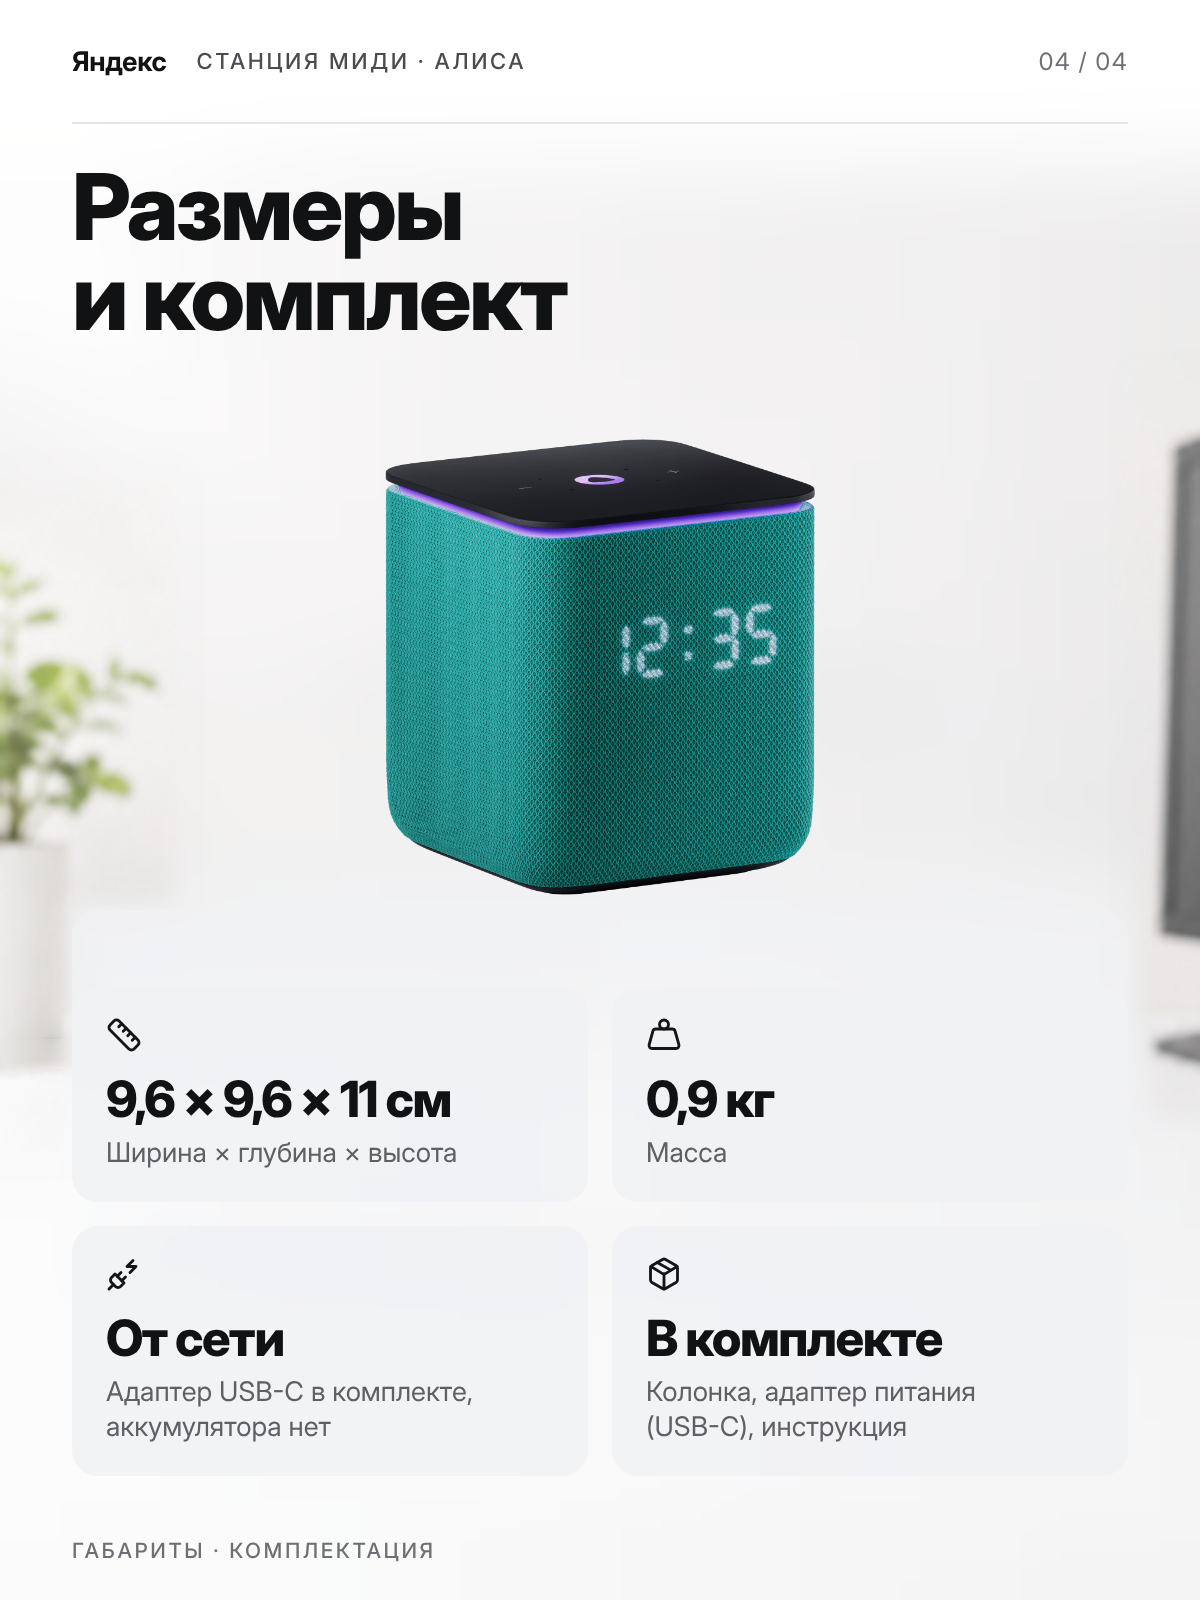 Яндекс СТАНЦИЯ МИДИ · АЛИСА 04 / 04
Размеры
и комплект
12:35
9,6 × 9,6 × 11 см
Ширина × глубина × высота
0,9 кг
Масса
От сети
Адаптер USB-C в комплекте,
аккумулятора нет
В комплекте
Колонка, адаптер питания
(USB-C), инструкция
ГАБАРИТЫ · КОМПЛЕКТАЦИЯ